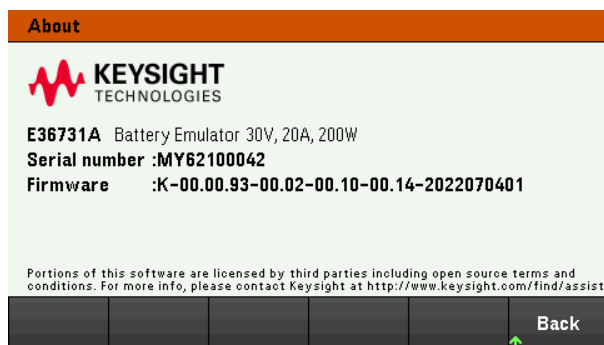 About
KEYSIGHT
TECHNOLOGIES
E36731A Battery Emulator 30V, 20A, 200W
Serial number :MY62100042
Firmware :K-00.00.93-00.02-00.10-00.14-2022070401
Portions of this software are licensed by third parties including open source terms and
conditions. For more info, please contact Keysight at http://www.keysight.com/find/assist
Back